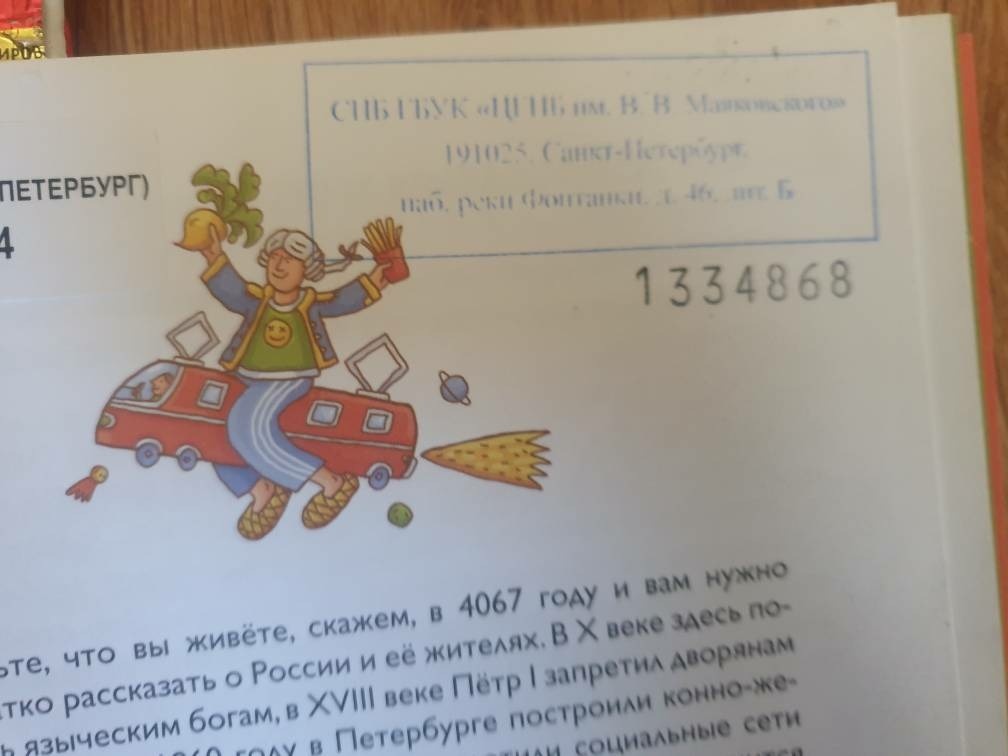 ИРОВ
СПБ ГБУК «ЦГПБ им. В. В. Маяковского»
191025, Санкт-Петербург,
наб. реки Фонтанки, д. 46, лит. Б
ПЕТЕРБУРГ)
4
1334868
ьте, что вы живёте, скажем, в 4067 году и вам нужно
тко рассказать о России и её жителях. В X веке здесь по-
ь языческим богам, в XVIII веке Пётр I запретил дворянам
году в Петербурге построили конно-же-
социальные сети